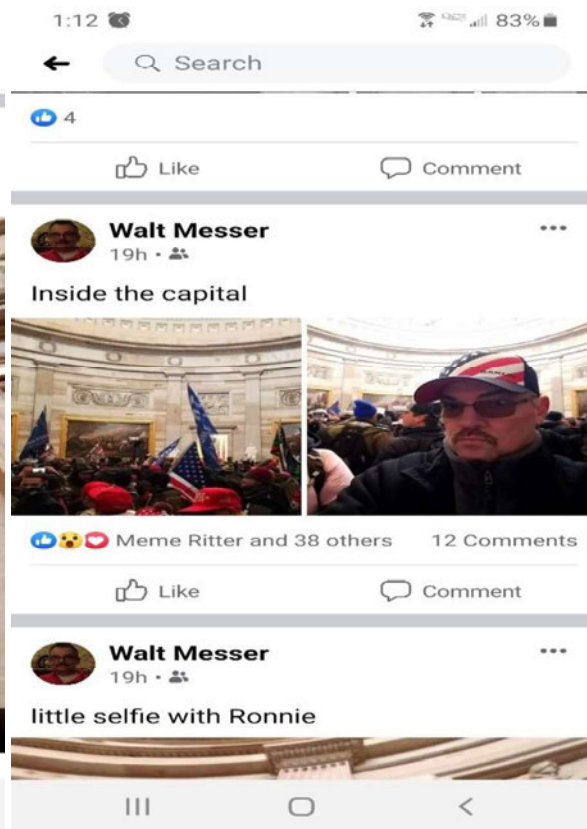 1:12
83%
Search
4
Like Comment
Walt Messer
19h
Inside the capital
Meme Ritter and 38 others 12 Comments
Like Comment
Walt Messer
19h
little selfie with Ronnie